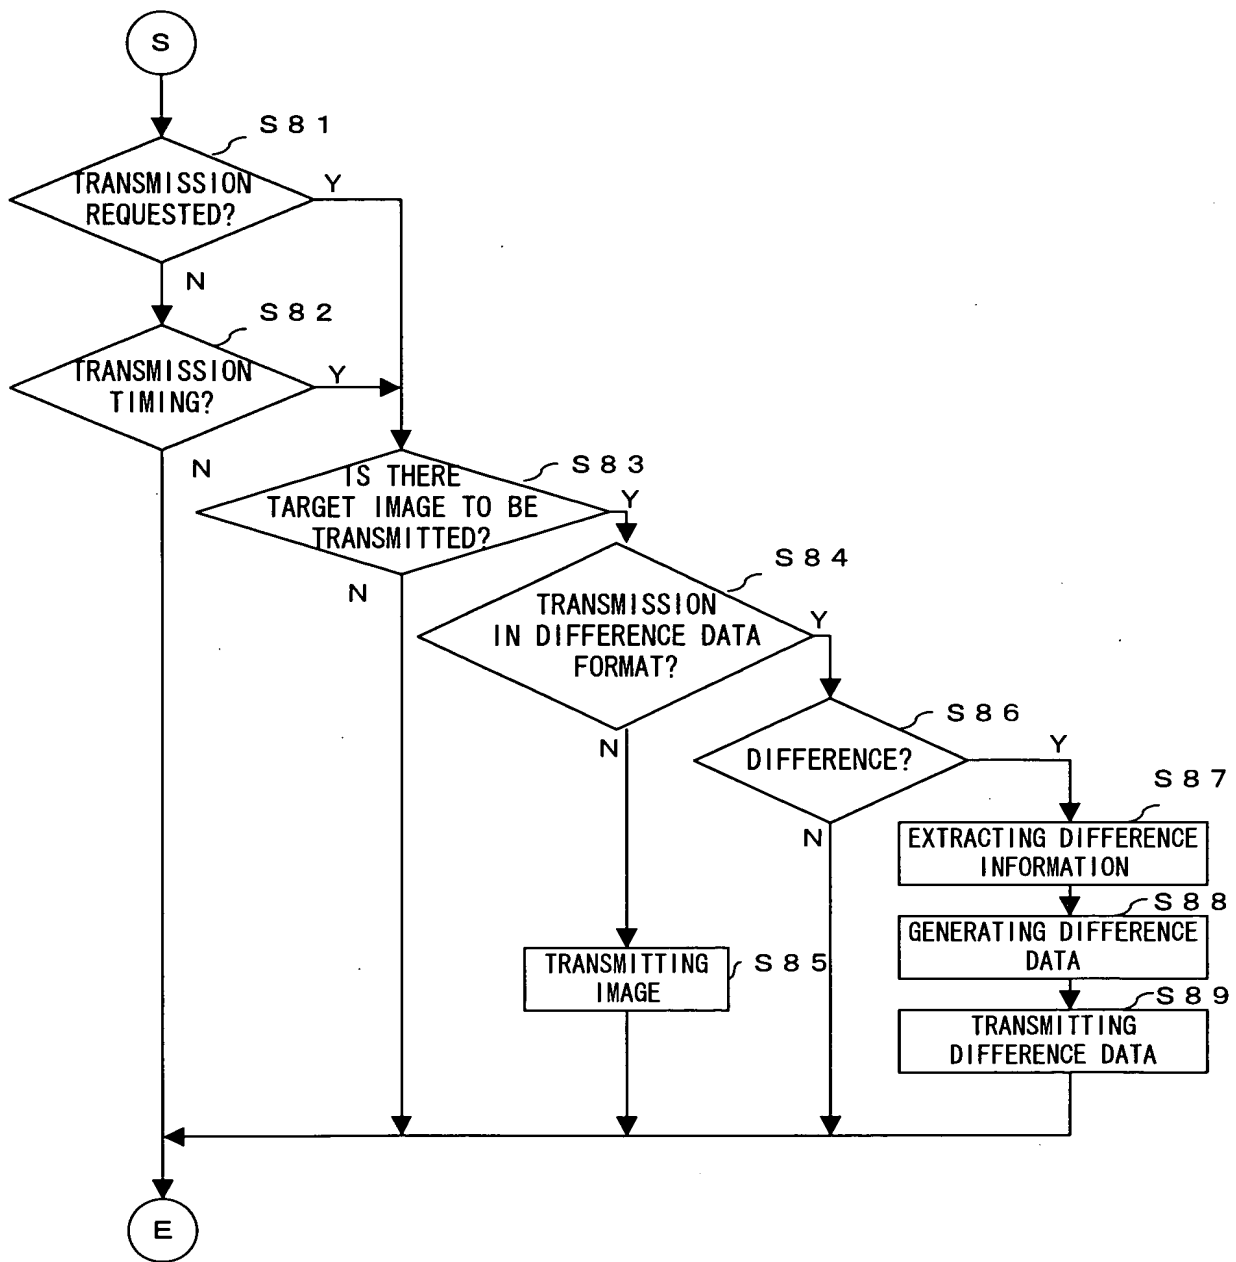 S
S81
TRANSMISSION
REQUESTED?
Y
N
S82
TRANSMISSION
TIMING?
Y
N
S83
IS THERE
TARGET IMAGE TO BE
TRANSMITTED?
Y
N
S84
TRANSMISSION
IN DIFFERENCE DATA
FORMAT?
Y
N
S86
DIFFERENCE?
Y
N
S87
EXTRACTING DIFFERENCE
INFORMATION
S88
GENERATING DIFFERENCE
DATA
S85
TRANSMITTING
IMAGE
S89
TRANSMITTING
DIFFERENCE DATA
E